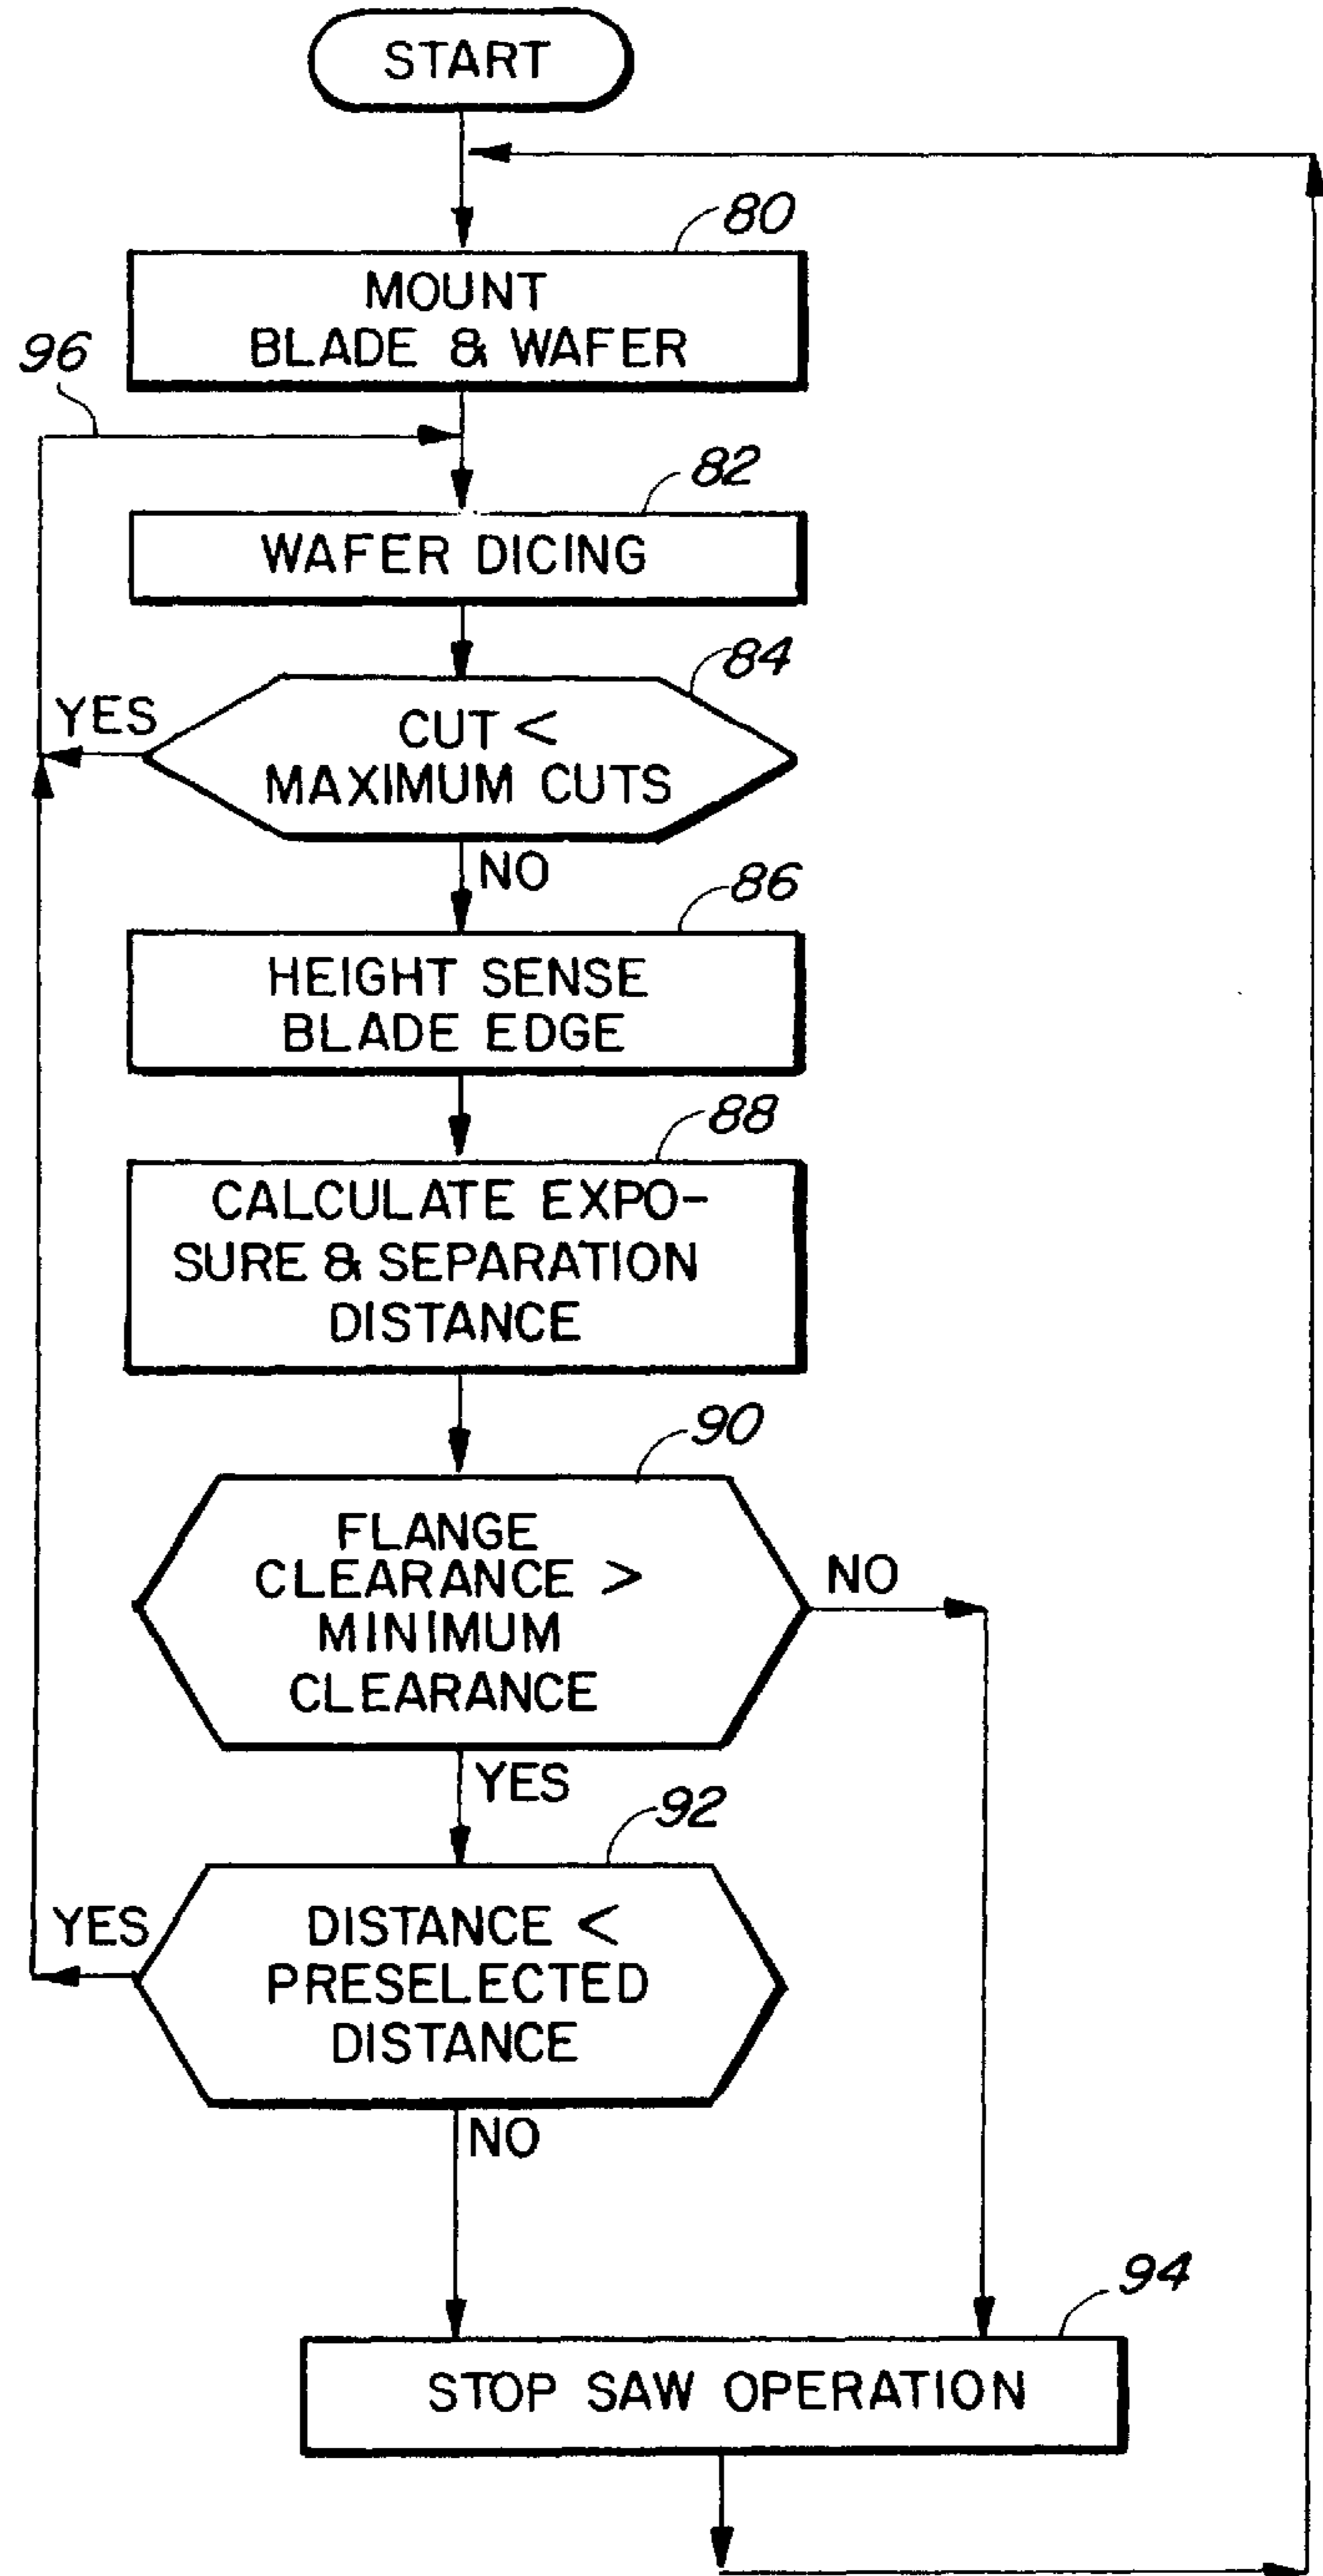 START
80
MOUNT
BLADE & WAFER
96
82
WAFER DICING
84
YES
CUT <
MAXIMUM CUTS
NO
86
HEIGHT SENSE
BLADE EDGE
88
CALCULATE EXPO-
SURE & SEPARATION
DISTANCE
90
FLANGE
CLEARANCE >
MINIMUM
CLEARANCE
NO
YES
92
YES
DISTANCE <
PRESELECTED
DISTANCE
NO
94
STOP SAW OPERATION